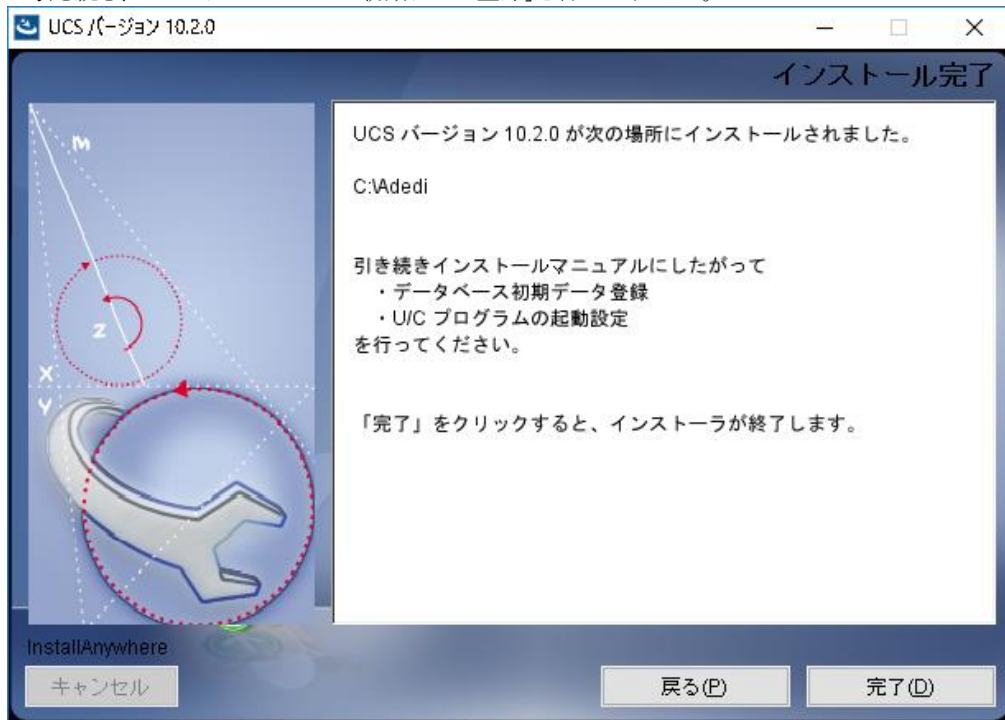 UCS バージョン 10.2.0
インストール完了
M
Z
X
Y
UCS バージョン 10.2.0 が次の場所にインストールされました。
C:\Adedi
引き続きインストールマニュアルにしたがって
・データベース初期データ登録
・U/C プログラムの起動設定
を行ってください。
「完了」をクリックすると、インストーラが終了します。
InstallAnywhere
キャンセル
戻る(P)
完了(D)